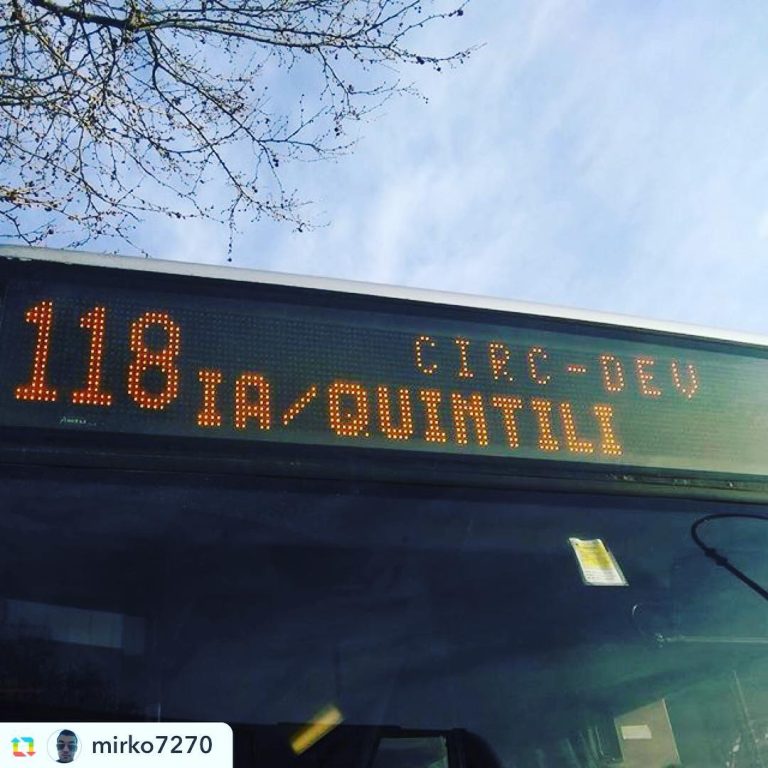 118
CIRC-DEV
IA/QUINTILI
mirko7270